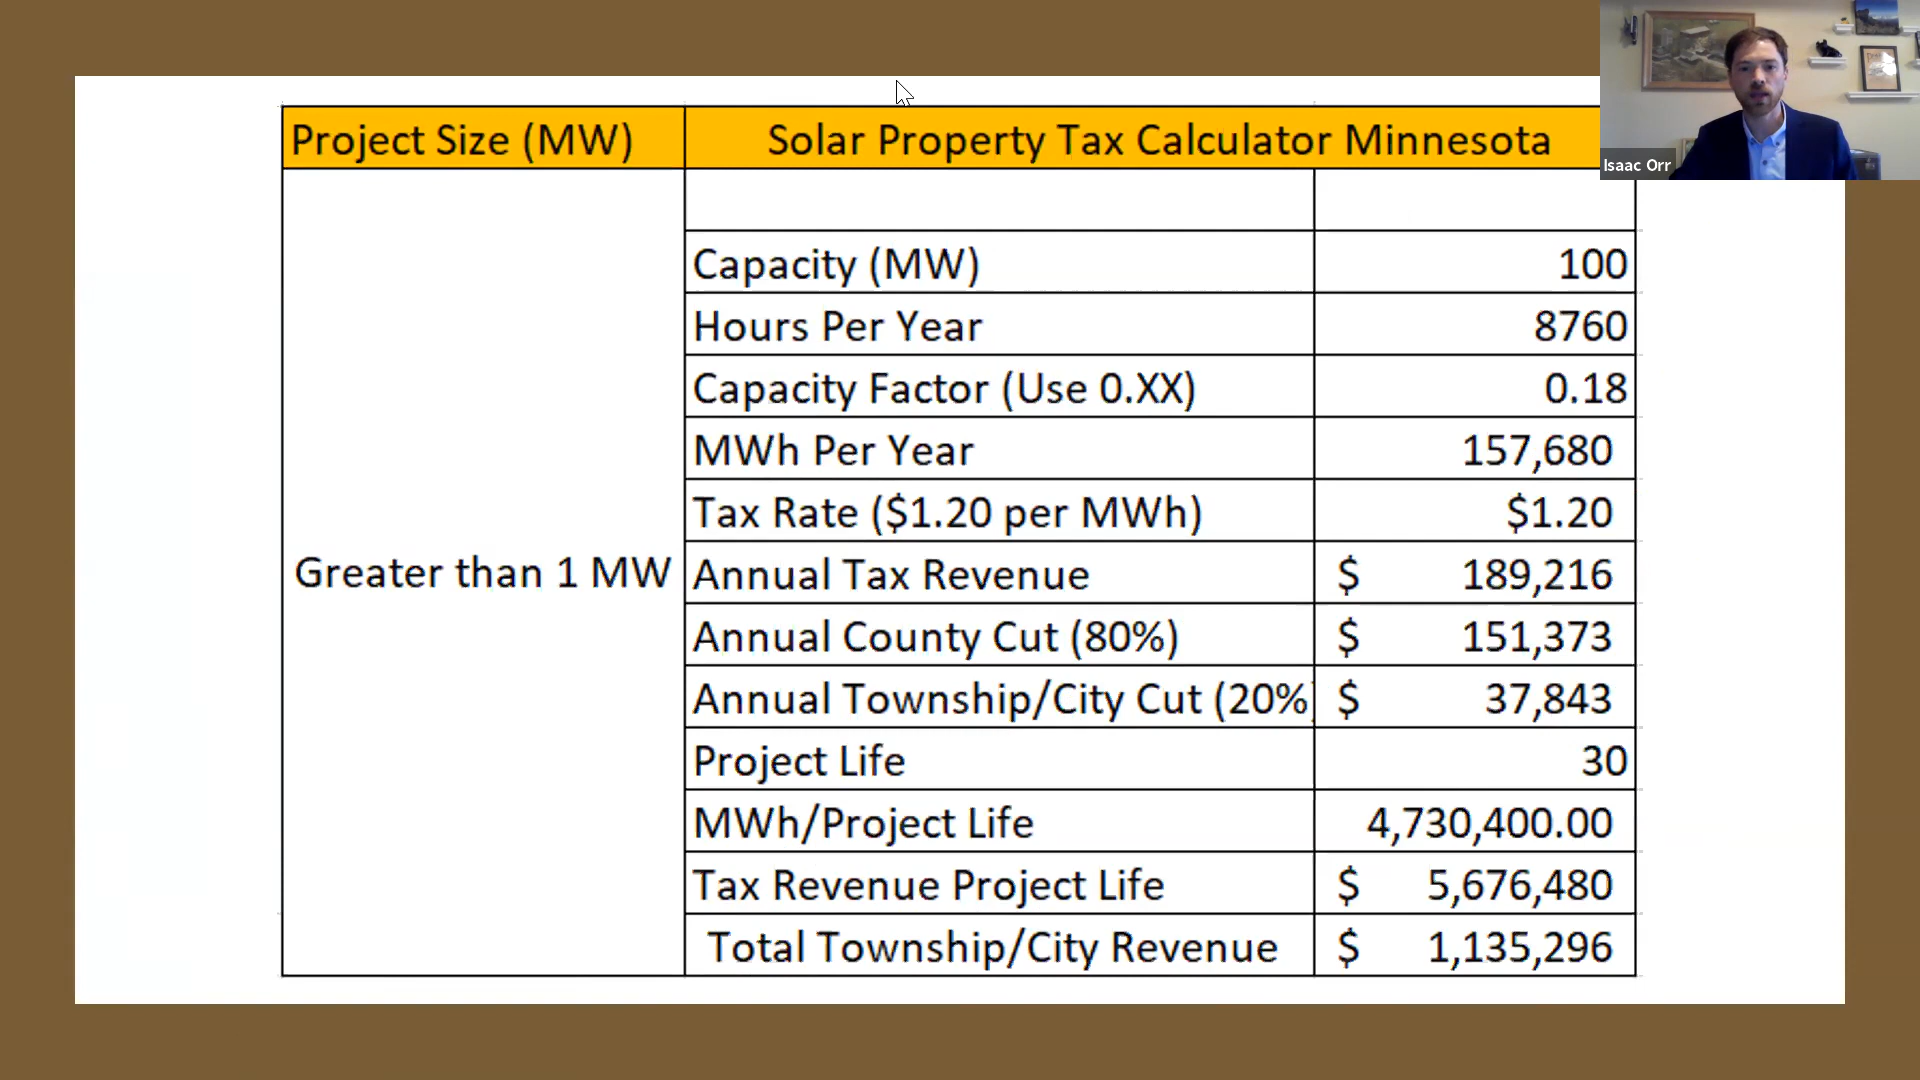 Project Size (MW) Solar Property Tax Calculator Minnesota
Isaac Orr
Capacity (MW) 100
Hours Per Year 8760
Capacity Factor (Use 0.XX) 0.18
MWh Per Year 157,680
Tax Rate ($1.20 per MWh) $1.20
Greater than 1 MW Annual Tax Revenue $ 189,216
Annual County Cut (80%) $ 151,373
Annual Township/City Cut (20% $ 37,843
Project Life 30
MWh/Project Life 4,730,400.00
Tax Revenue Project Life $ 5,676,480
Total Township/City Revenue $ 1,135,296